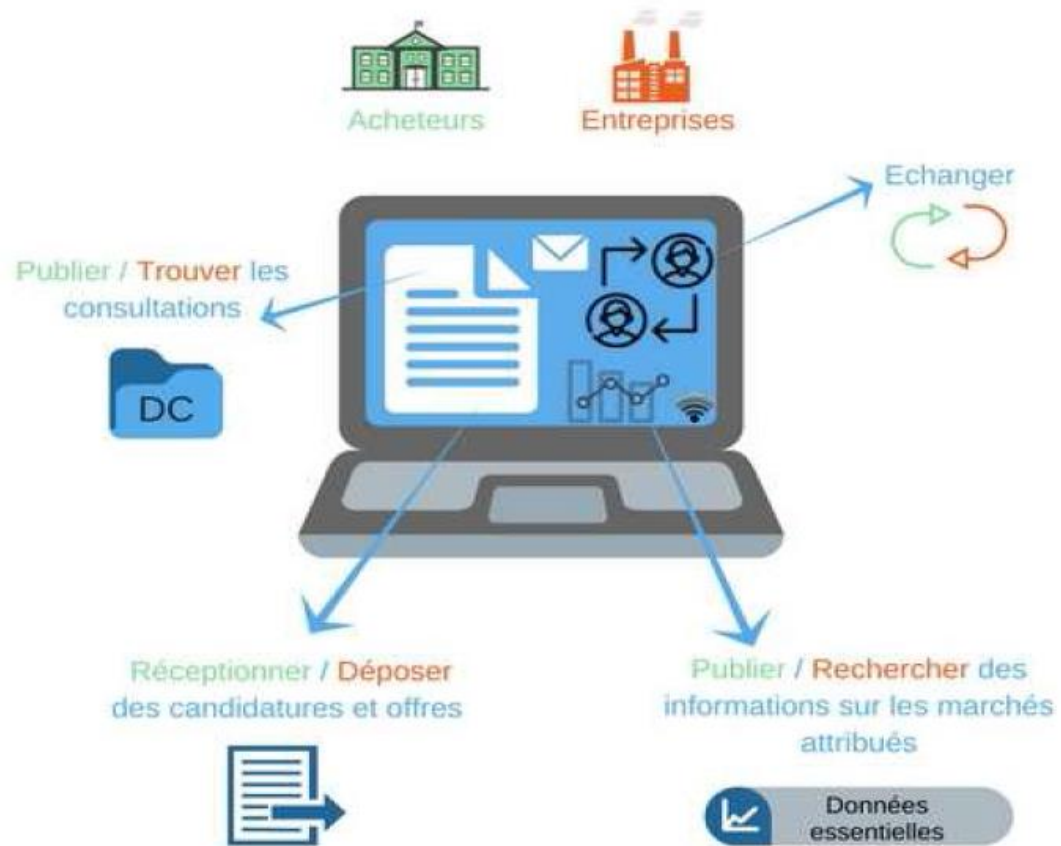 Acheteurs
Entreprises
Echanger
Publier / Trouver les
consultations
DC
Réceptionner / Déposer
des candidatures et offres
Publier / Rechercher des
informations sur les marchés
attribués
Données
essentielles